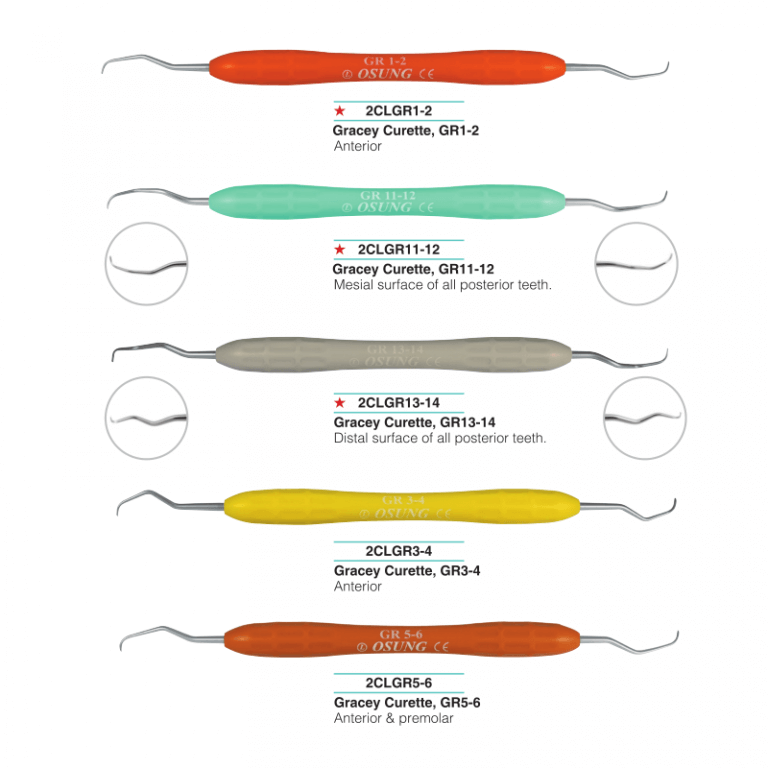 GR 1-2
OSUNG CE
★ 2CLGR1-2
Gracey Curette, GR1-2
Anterior
GR 11-12
OSUNG CE
★ 2CLGR11-12
Gracey Curette, GR11-12
Mesial surface of all posterior teeth.
GR 13-14
OSUNG CE
★ 2CLGR13-14
Gracey Curette, GR13-14
Distal surface of all posterior teeth.
GR 3-4
OSUNG CE
2CLGR3-4
Gracey Curette, GR3-4
Anterior
GR 5-6
OSUNG CE
2CLGR5-6
Gracey Curette, GR5-6
Anterior & premolar